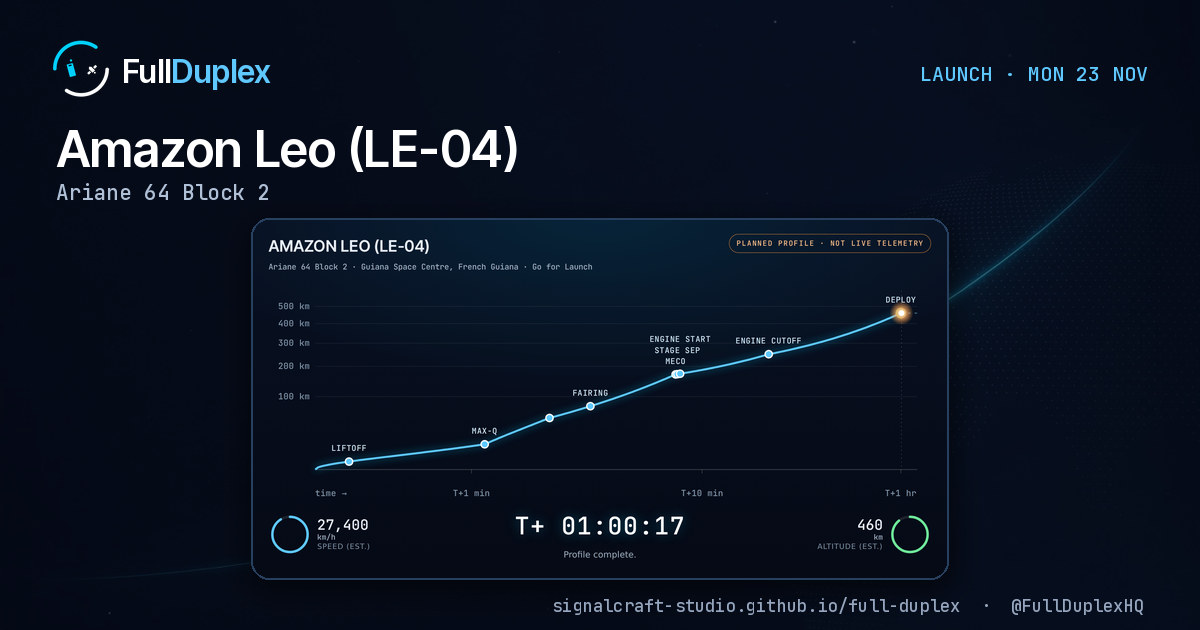 FullDuplex
LAUNCH · MON 23 NOV
Amazon Leo (LE-04)
Ariane 64 Block 2
AMAZON LEO (LE-04)
PLANNED PROFILE · NOT LIVE TELEMETRY
Ariane 64 Block 2 · Guiana Space Centre, French Guiana · Go for Launch
500 km
400 km
300 km
200 km
100 km
LIFTOFF
MAX-Q
FAIRING
ENGINE START
STAGE SEP
MECO
ENGINE CUTOFF
DEPLOY
time →
T+1 min
T+10 min
T+1 hr
27,400
km/h
SPEED (EST.)
T+ 01:00:17
Profile complete.
460
km
ALTITUDE (EST.)
signalcraft-studio.github.io/full-duplex · @FullDuplexHQ